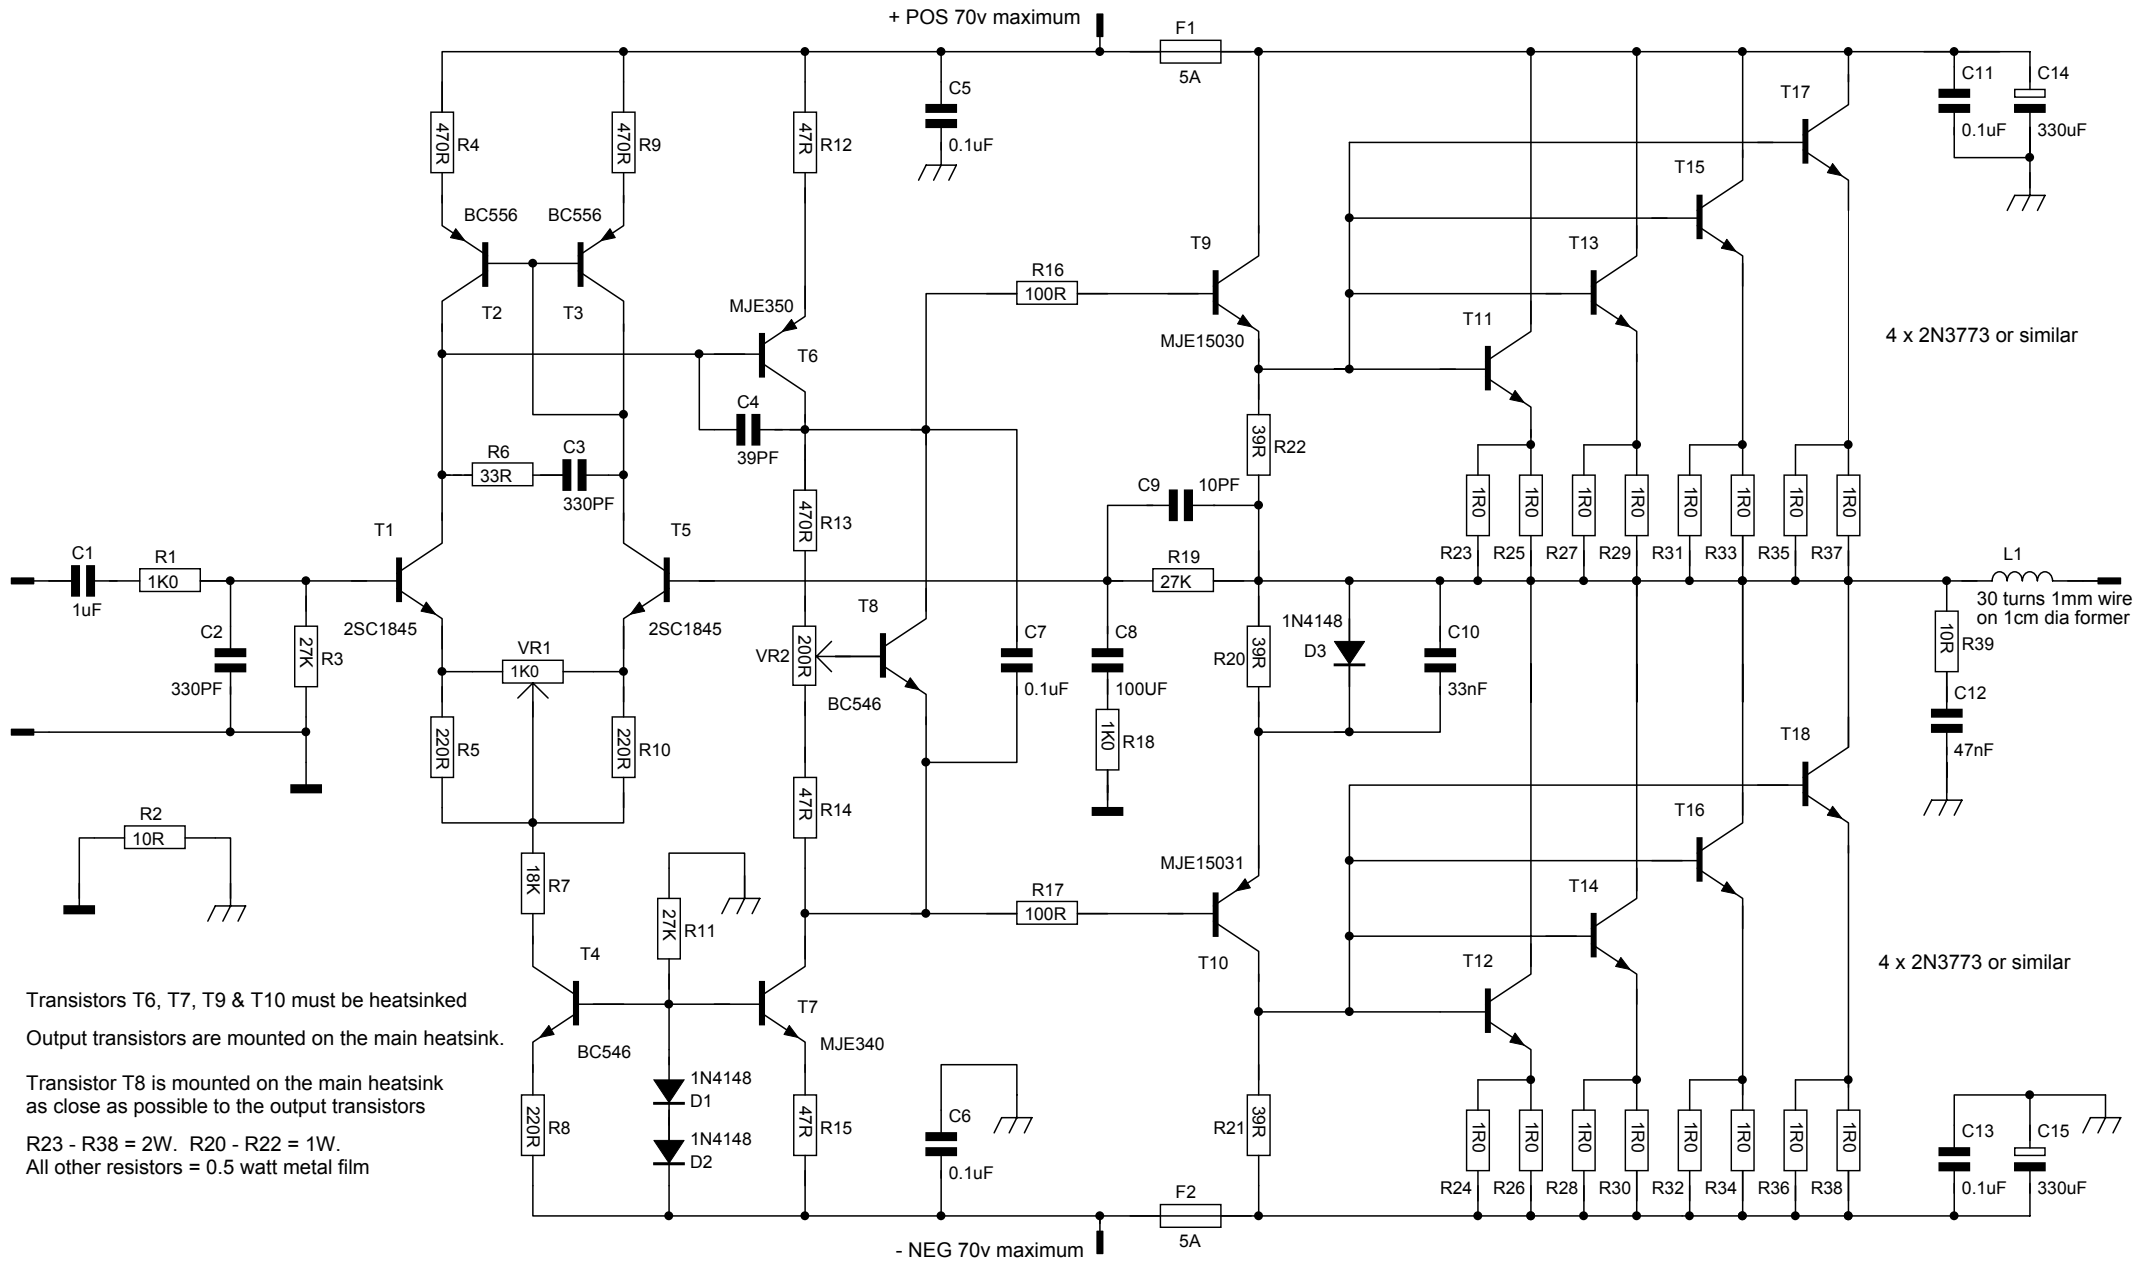 + POS 70v maximum
F1
5A
C5
0.1uF
C11
0.1uF
C14
330uF
R4
470R
R9
470R
R12
47R
T17
T15
T13
T11
T9
MJE15030
BC556
BC556
T2
T3
R16
100R
MJE350
T6
4 x 2N3773 or similar
C4
39PF
R22
39R
R6
33R
C3
330PF
C9
10PF
R13
470R
1R0
1R0
1R0
1R0
1R0
1R0
1R0
1R0
R23
R25
R27
R29
R31
R33
R35
R37
C1
1uF
R1
1K0
T1
2SC1845
T5
2SC1845
R19
27K
L1
30 turns 1mm wire
on 1cm dia former
C2
330PF
R3
27K
VR1
1K0
VR2
200R
T8
BC546
C7
0.1uF
C8
100UF
R20
39R
1N4148
D3
C10
33nF
R39
10R
C12
47nF
R5
220R
R10
220R
R18
1K0
T18
T16
T14
T12
R2
10R
R14
47R
R7
18K
R11
27K
R17
100R
MJE15031
T10
T4
BC546
T7
MJE340
4 x 2N3773 or similar
Transistors T6, T7, T9 & T10 must be heatsinked
Output transistors are mounted on the main heatsink.
Transistor T8 is mounted on the main heatsink
as close as possible to the output transistors
R23 - R38 = 2W.  R20 - R22 = 1W.
All other resistors = 0.5 watt metal film
R8
220R
1N4148
D1
1N4148
D2
R15
47R
C6
0.1uF
R21
39R
1R0
1R0
1R0
1R0
1R0
1R0
1R0
1R0
R24
R26
R28
R30
R32
R34
R36
R38
C13
0.1uF
C15
330uF
F2
5A
- NEG 70v maximum